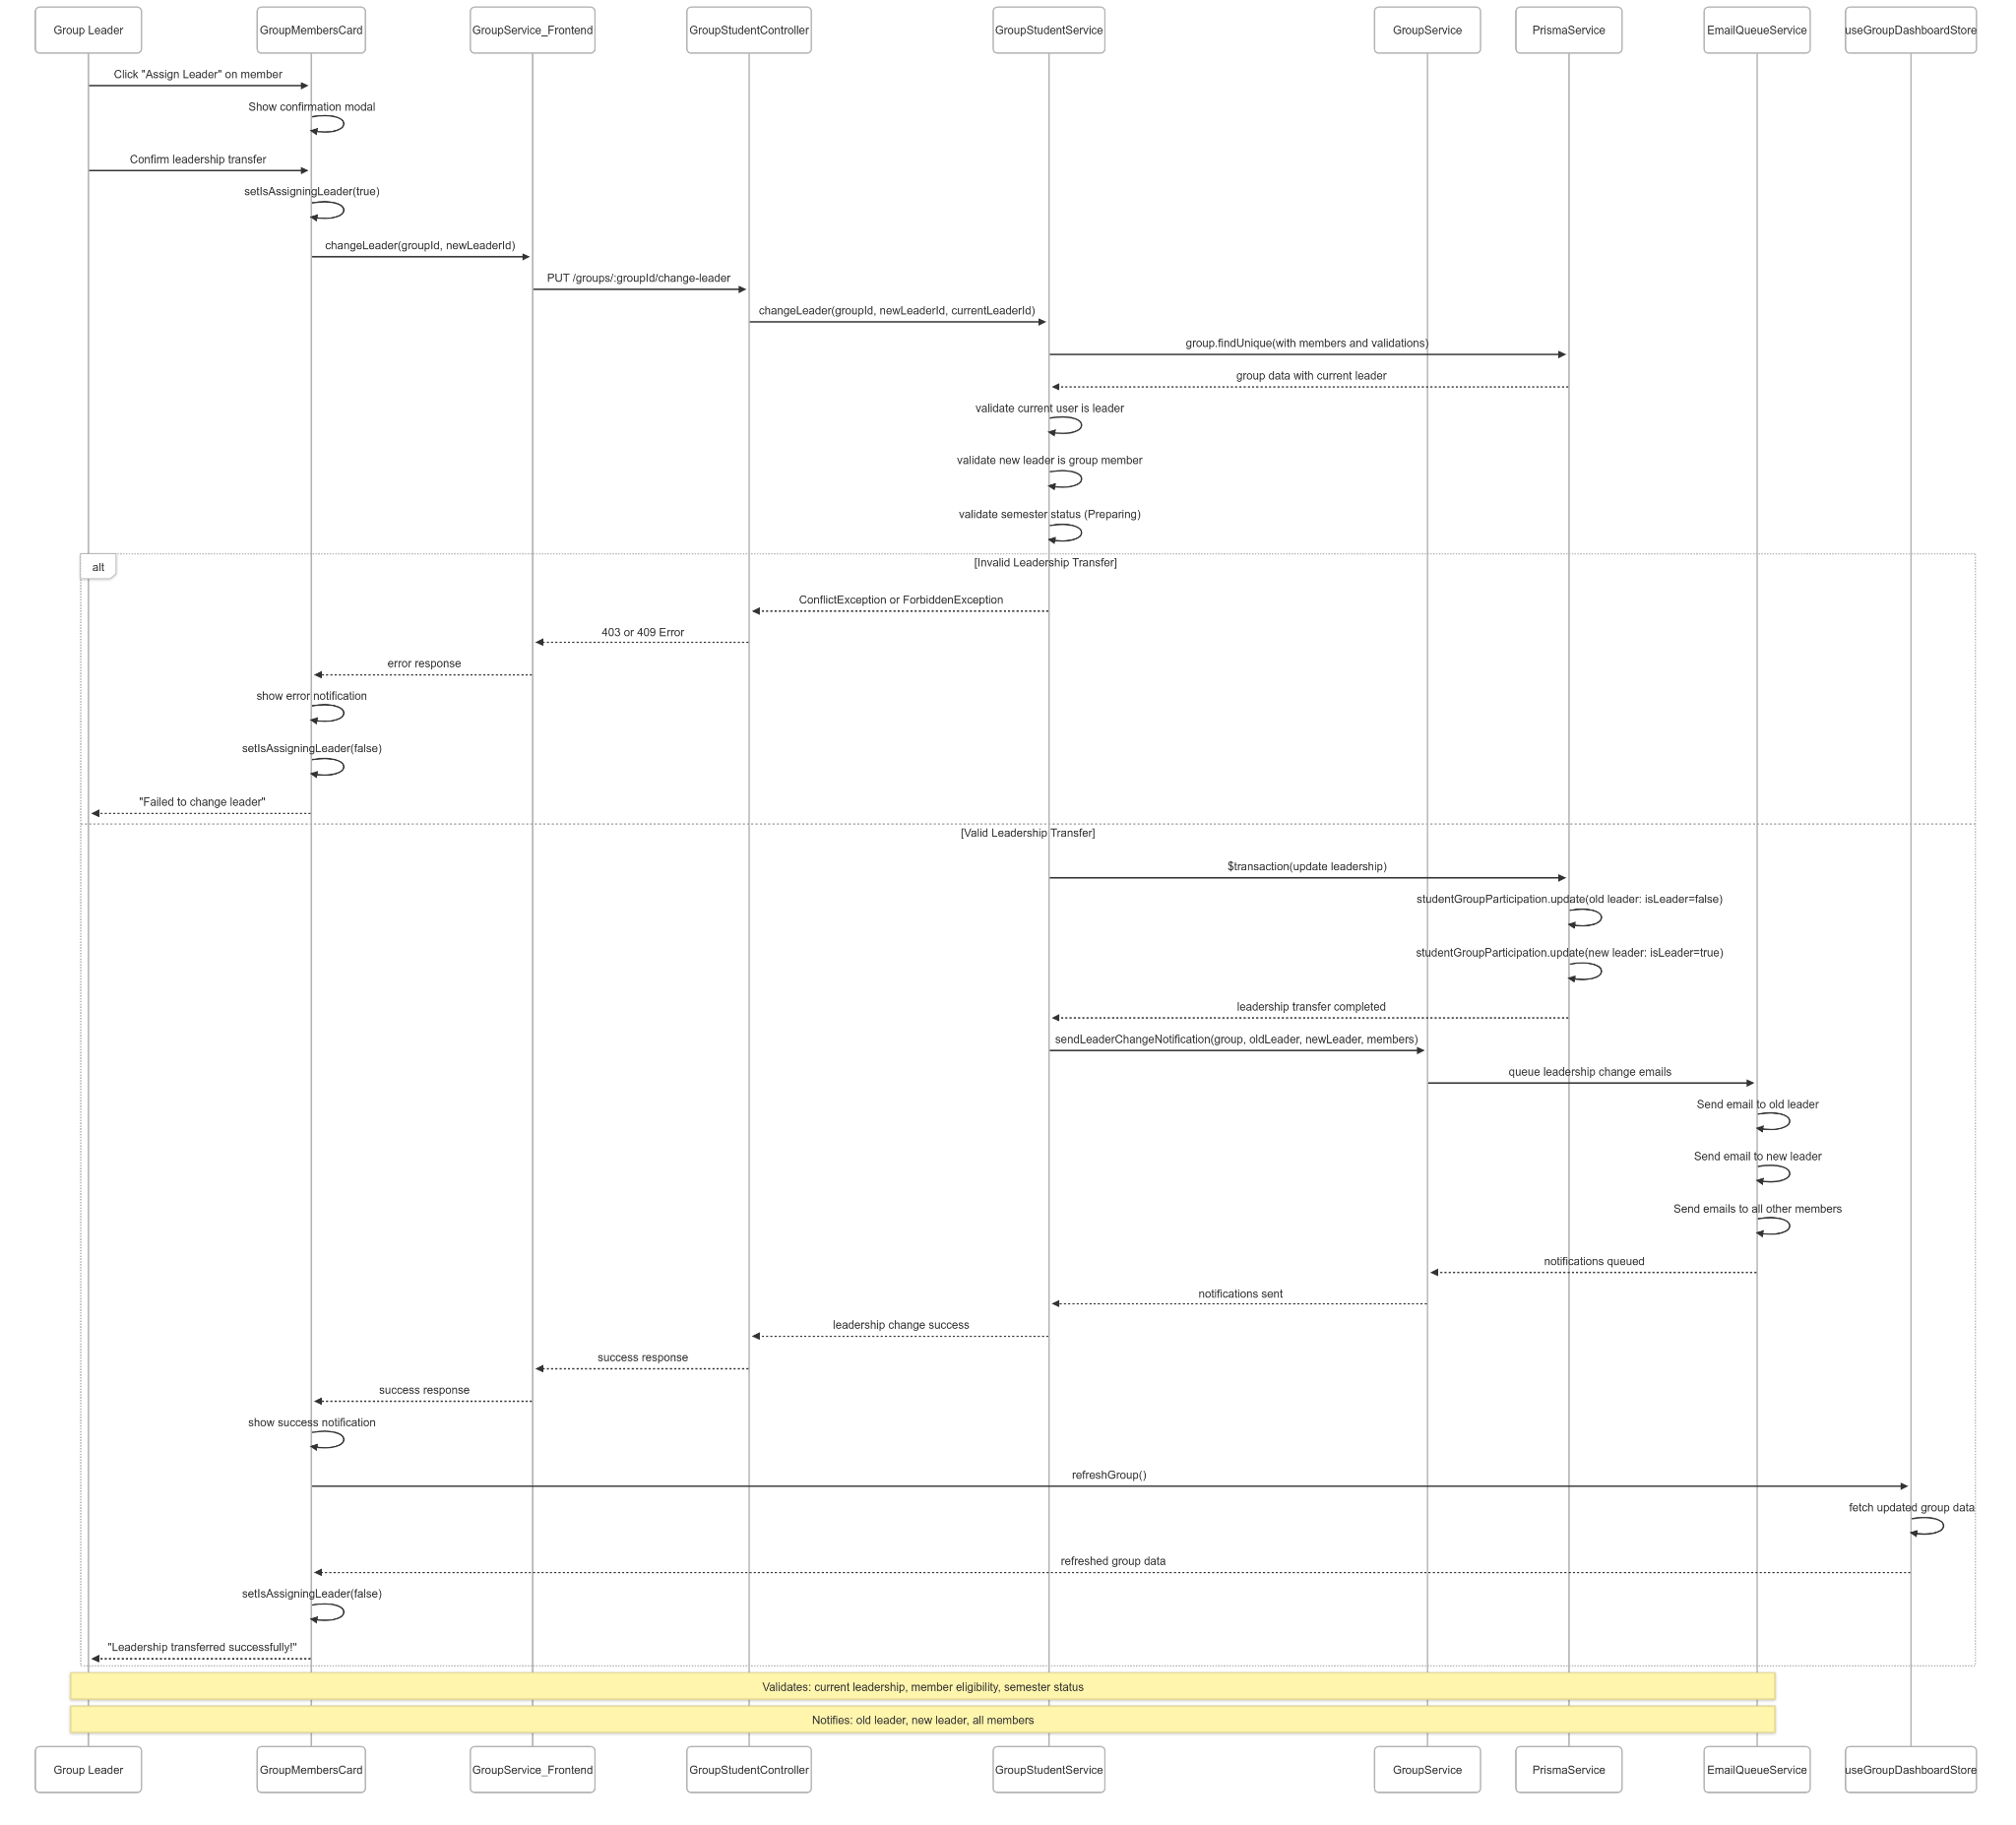 Group Leader
GroupMembersCard
GroupService_Frontend
GroupStudentController
GroupStudentService
GroupService
PrismaService
EmailQueueService
useGroupDashboardStore
Click "Assign Leader" on member
Show confirmation modal
Confirm leadership transfer
setIsAssigningLeader(true)
changeLeader(groupId, newLeaderId)
PUT /groups/:groupId/change-leader
changeLeader(groupId, newLeaderId, currentLeaderId)
group.findUnique(with members and validations)
group data with current leader
validate current user is leader
validate new leader is group member
validate semester status (Preparing)
alt
[Invalid Leadership Transfer]
ConflictException or ForbiddenException
403 or 409 Error
error response
show error notification
setIsAssigningLeader(false)
"Failed to change leader"
[Valid Leadership Transfer]
$transaction(update leadership)
studentGroupParticipation.update(old leader: isLeader=false)
studentGroupParticipation.update(new leader: isLeader=true)
leadership transfer completed
sendLeaderChangeNotification(group, oldLeader, newLeader, members)
queue leadership change emails
Send email to old leader
Send email to new leader
Send emails to all other members
notifications queued
notifications sent
leadership change success
success response
success response
show success notification
refreshGroup()
fetch updated group data
refreshed group data
setIsAssigningLeader(false)
"Leadership transferred successfully!"
Validates: current leadership, member eligibility, semester status
Notifies: old leader, new leader, all members
Group Leader
GroupMembersCard
GroupService_Frontend
GroupStudentController
GroupStudentService
GroupService
PrismaService
EmailQueueService
useGroupDashboardStore